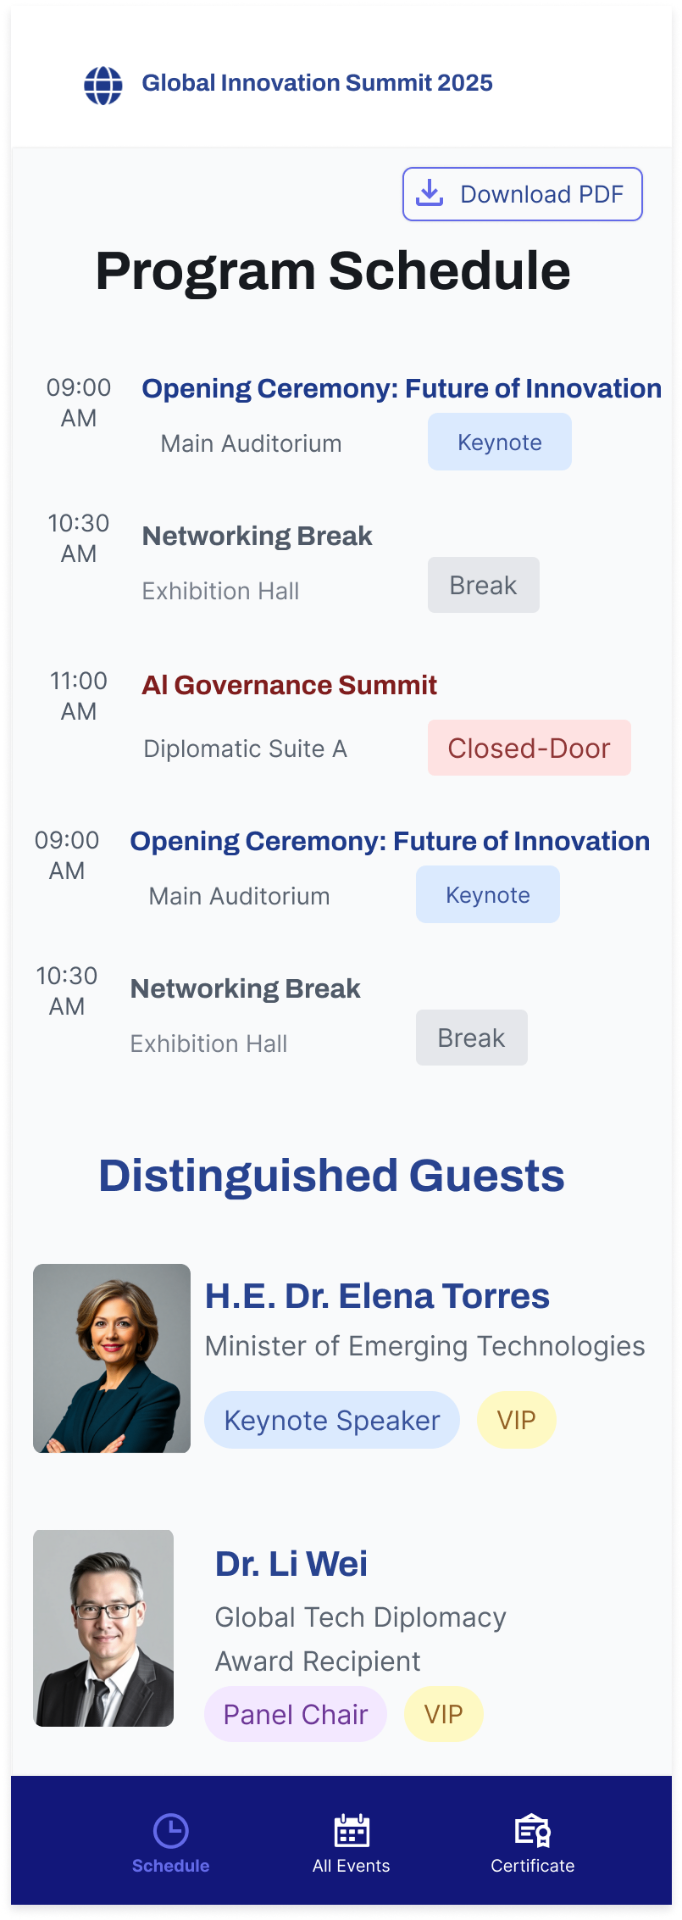 Global Innovation Summit 2025
Download PDF
Program Schedule
09:00
AM
Opening Ceremony: Future of Innovation
Main Auditorium
Keynote
10:30
AM
Networking Break
Exhibition Hall
Break
11:00
AM
Al Governance Summit
Diplomatic Suite A
Closed-Door
09:00
AM
Opening Ceremony: Future of Innovation
Main Auditorium
Keynote
10:30
AM
Networking Break
Exhibition Hall
Break
Distinguished Guests
H.E. Dr. Elena Torres
Minister of Emerging Technologies
Keynote Speaker
VIP
Dr. Li Wei
Global Tech Diplomacy
Award Recipient
Panel Chair
VIP
Schedule
All Events
Certificate